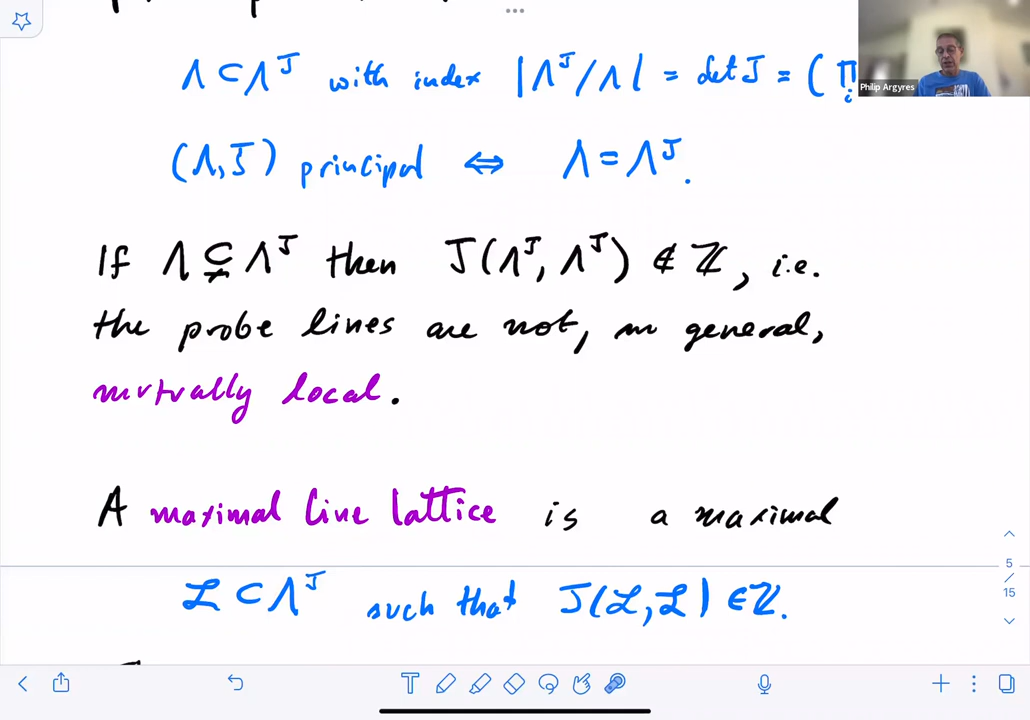 Λ ⊂ Λ^J with index |Λ^J/Λ| = det J = ( ∏_i
Philip Argyres
(Λ, J) principal ⇔ Λ = Λ^J.
If Λ ⊊ Λ^J then J(Λ^J, Λ^J) ∉ ℤ, i.e.
the probe lines are not, in general,
mutually local.
A maximal line lattice is a maximal
ℒ ⊂ Λ^J such that J(ℒ, ℒ) ∈ ℤ.
5
/
15
T